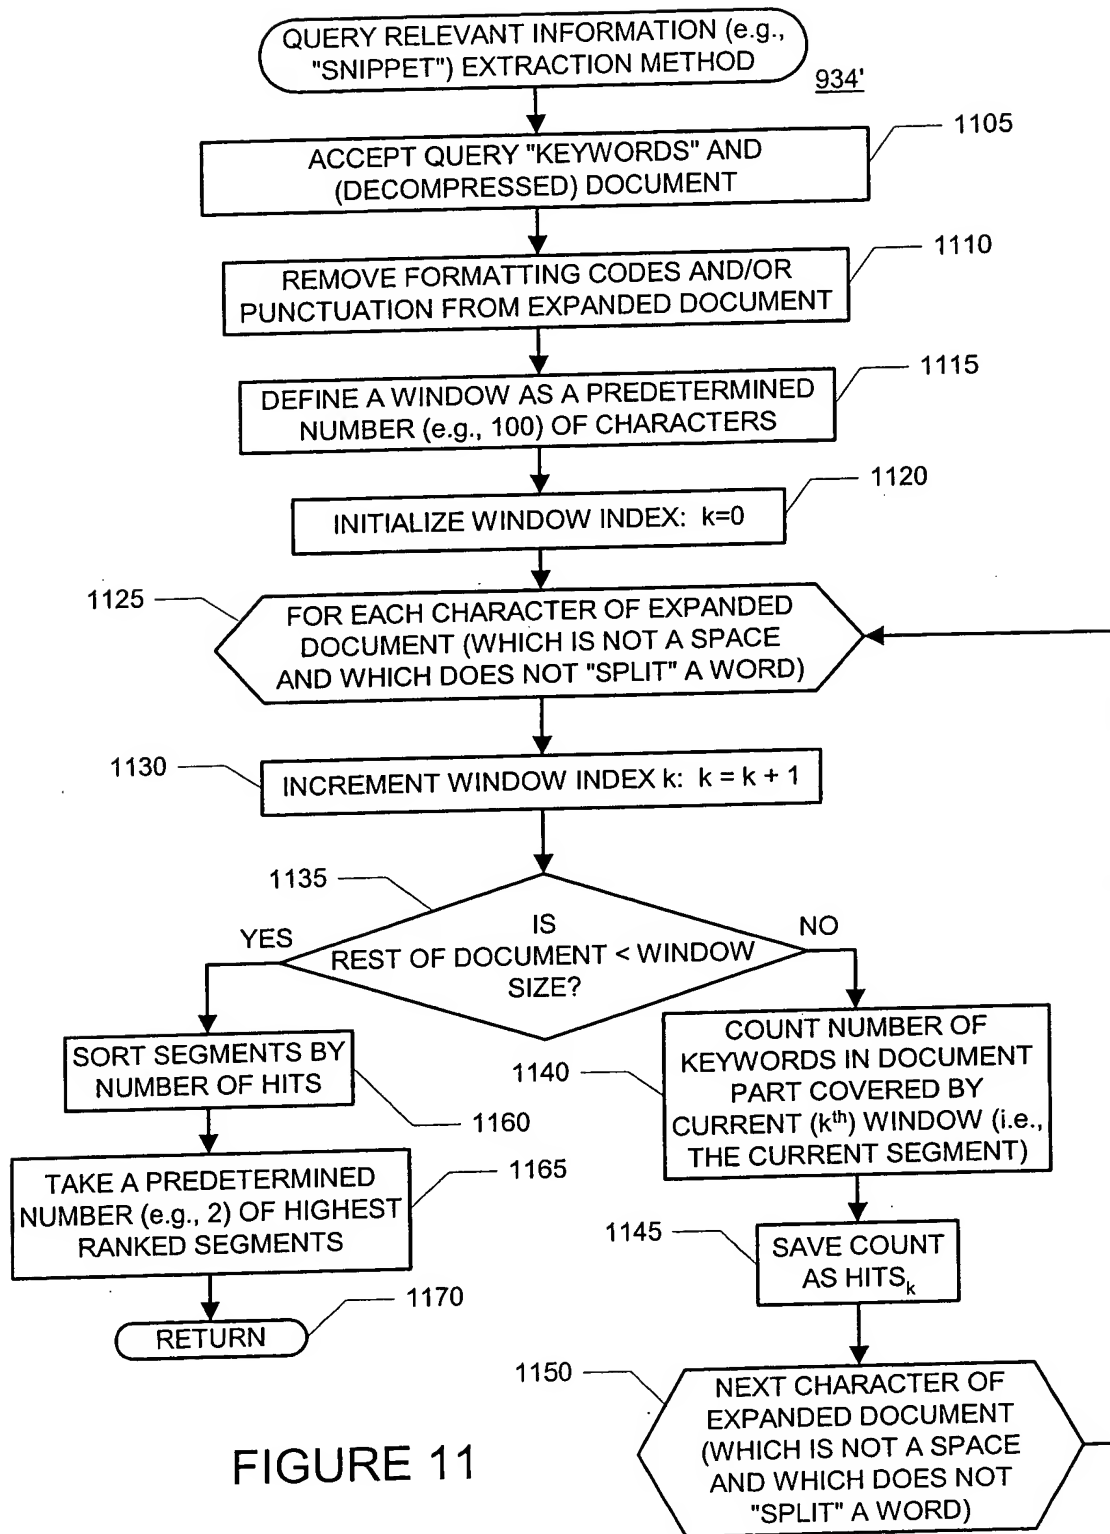 QUERY RELEVANT INFORMATION (e.g.,
"SNIPPET") EXTRACTION METHOD
934'
1105
ACCEPT QUERY "KEYWORDS" AND
(DECOMPRESSED) DOCUMENT
1110
REMOVE FORMATTING CODES AND/OR
PUNCTUATION FROM EXPANDED DOCUMENT
1115
DEFINE A WINDOW AS A PREDETERMINED
NUMBER (e.g., 100) OF CHARACTERS
1120
INITIALIZE WINDOW INDEX: k=0
1125
FOR EACH CHARACTER OF EXPANDED
DOCUMENT (WHICH IS NOT A SPACE
AND WHICH DOES NOT "SPLIT" A WORD)
1130
INCREMENT WINDOW INDEX k: k = k + 1
1135
IS
REST OF DOCUMENT < WINDOW
SIZE?
YES
NO
SORT SEGMENTS BY
NUMBER OF HITS
1160
TAKE A PREDETERMINED
NUMBER (e.g., 2) OF HIGHEST
RANKED SEGMENTS
1165
RETURN
1170
COUNT NUMBER OF
KEYWORDS IN DOCUMENT
PART COVERED BY
CURRENT (kth) WINDOW (i.e.,
THE CURRENT SEGMENT)
1140
1145
SAVE COUNT
AS HITSk
1150
NEXT CHARACTER OF
EXPANDED DOCUMENT
(WHICH IS NOT A SPACE
AND WHICH DOES NOT
"SPLIT" A WORD)
FIGURE 11